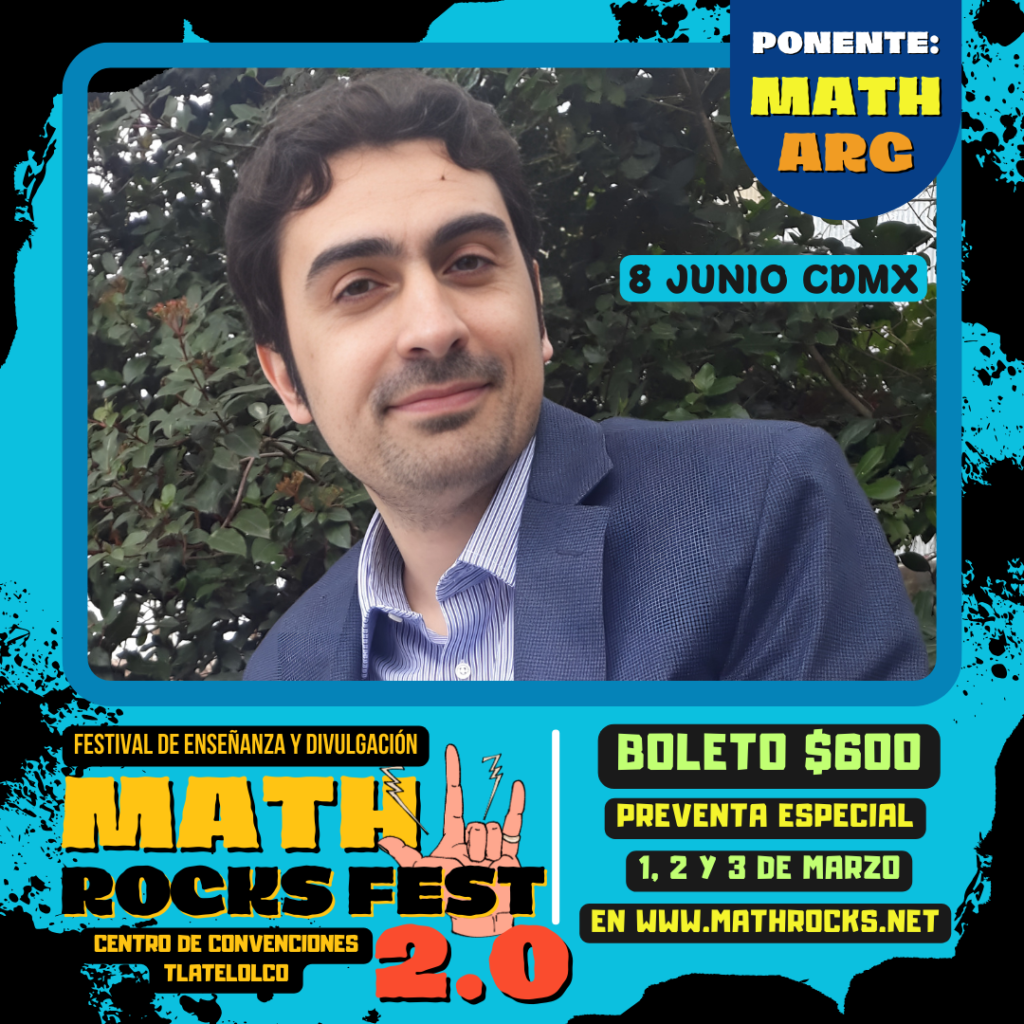 PONENTE:
MATH
ARC
8 JUNIO CDMX
FESTIVAL DE ENSEÑANZA Y DIVULGACIÓN
MATH
ROCKS FEST
2.0
CENTRO DE CONVENCIONES
TLATELOLCO
BOLETO $600
PREVENTA ESPECIAL
1, 2 Y 3 DE MARZO
EN WWW.MATHROCKS.NET